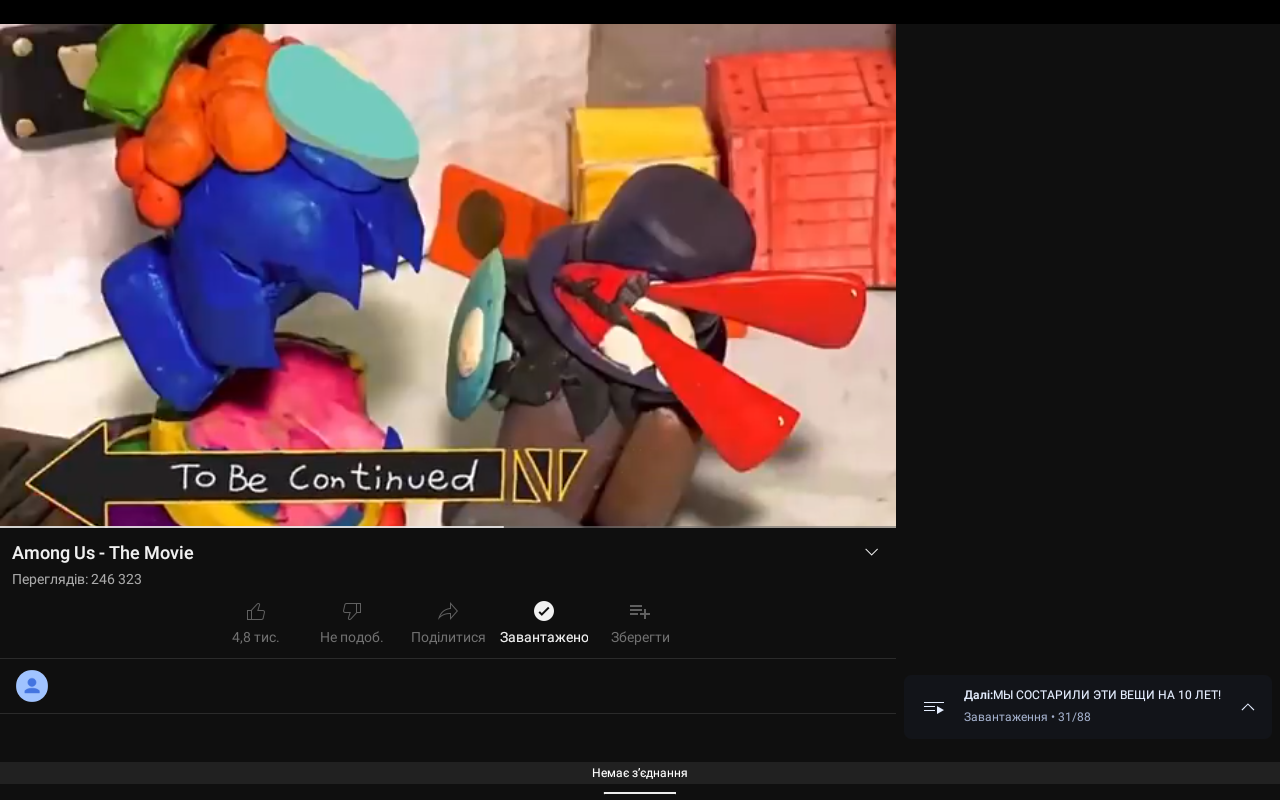 To Be Continued
Among Us - The Movie
Переглядів: 246 323
4,8 тис.
Не подоб.
Поділитися
Завантажено
Зберегти
Далі:МЫ СОСТАРИЛИ ЭТИ ВЕЩИ НА 10 ЛЕТ!
Завантаження • 31/88
Немає з’єднання